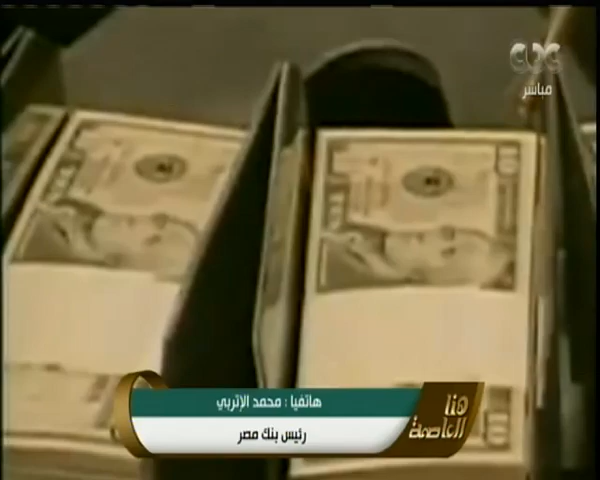 CBC
مباشر
هاتفيا : محمد الإتربي
رئيس بنك مصر
هنا
العاصمة